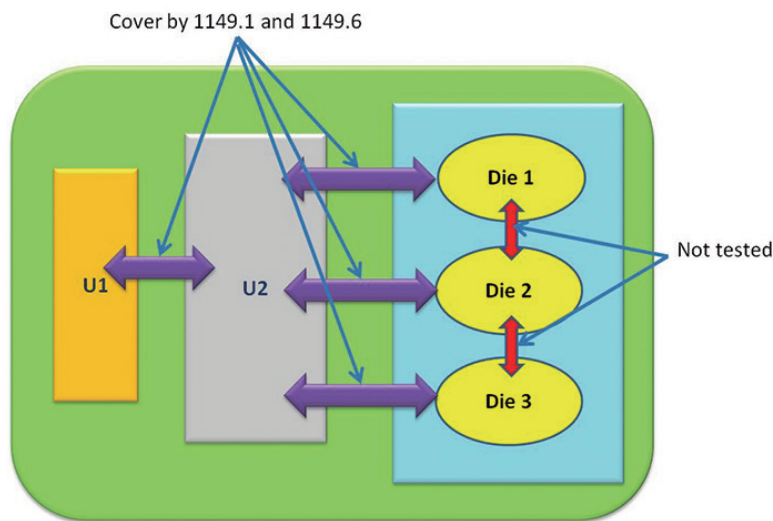 Cover by 1149.1 and 1149.6
Die 1
Not tested
U1
U2
Die 2
Die 3